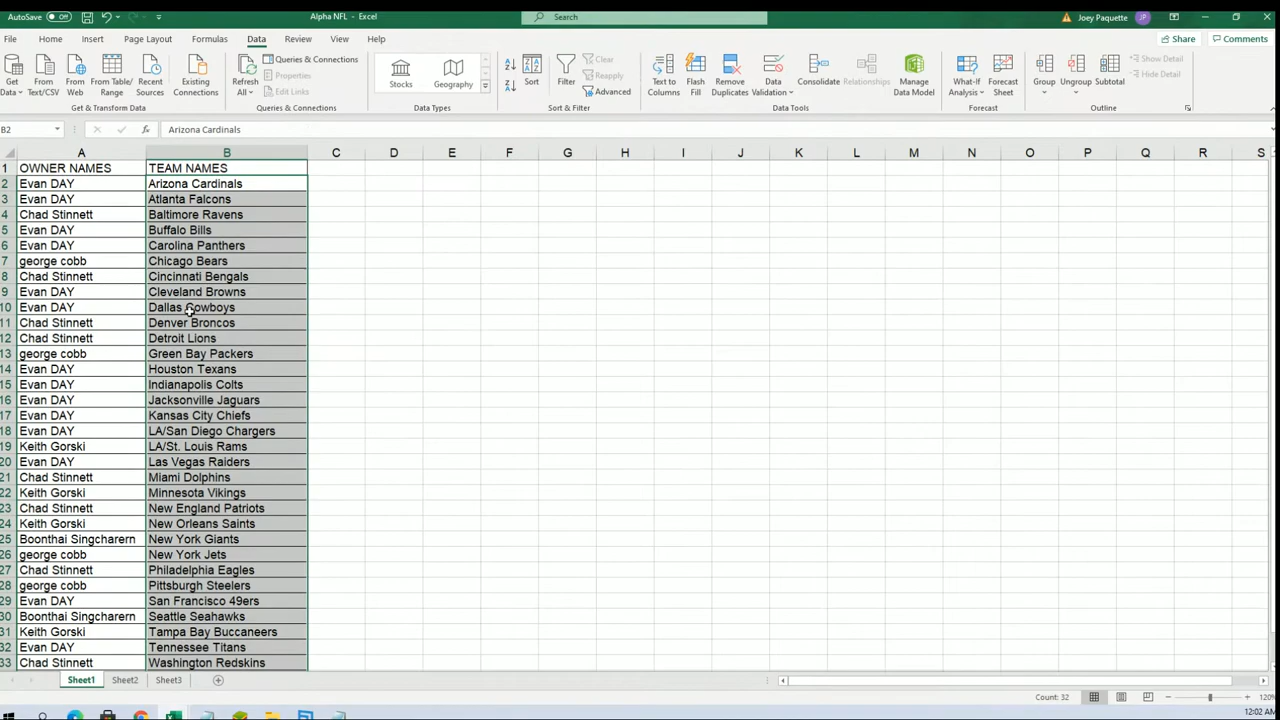 AutoSave Off Alpha NFL - Excel Search Joey Paquette JP
File Home Insert Page Layout Formulas Data Review View Help Share Comments
Get Data From Text/CSV From Web From Table/Range Recent Sources Existing Connections
Get & Transform Data
Refresh All Queries & Connections Properties Edit Links
Queries & Connections
Stocks Geography
Data Types
Sort Filter Clear Reapply Advanced
Sort & Filter
Text to Columns Flash Fill Remove Duplicates Data Validation Consolidate Relationships Manage Data Model
Data Tools
What-If Analysis Forecast Sheet
Forecast
Group Ungroup Subtotal Show Detail Hide Detail
Outline
B2 fx Arizona Cardinals
A B C D E F G H I J K L M N O P Q R S
1 OWNER NAMES TEAM NAMES
2 Evan DAY Arizona Cardinals
3 Evan DAY Atlanta Falcons
4 Chad Stinnett Baltimore Ravens
5 Evan DAY Buffalo Bills
6 Evan DAY Carolina Panthers
7 george cobb Chicago Bears
8 Chad Stinnett Cincinnati Bengals
9 Evan DAY Cleveland Browns
10 Evan DAY Dallas Cowboys
11 Chad Stinnett Denver Broncos
12 Chad Stinnett Detroit Lions
13 george cobb Green Bay Packers
14 Evan DAY Houston Texans
15 Evan DAY Indianapolis Colts
16 Evan DAY Jacksonville Jaguars
17 Evan DAY Kansas City Chiefs
18 Evan DAY LA/San Diego Chargers
19 Keith Gorski LA/St. Louis Rams
20 Evan DAY Las Vegas Raiders
21 Chad Stinnett Miami Dolphins
22 Keith Gorski Minnesota Vikings
23 Chad Stinnett New England Patriots
24 Keith Gorski New Orleans Saints
25 Boonthai Singcharern New York Giants
26 george cobb New York Jets
27 Chad Stinnett Philadelphia Eagles
28 george cobb Pittsburgh Steelers
29 Evan DAY San Francisco 49ers
30 Boonthai Singcharern Seattle Seahawks
31 Keith Gorski Tampa Bay Buccaneers
32 Evan DAY Tennessee Titans
33 Chad Stinnett Washington Redskins
Sheet1 Sheet2 Sheet3
Count: 32 120%
12:02 AM